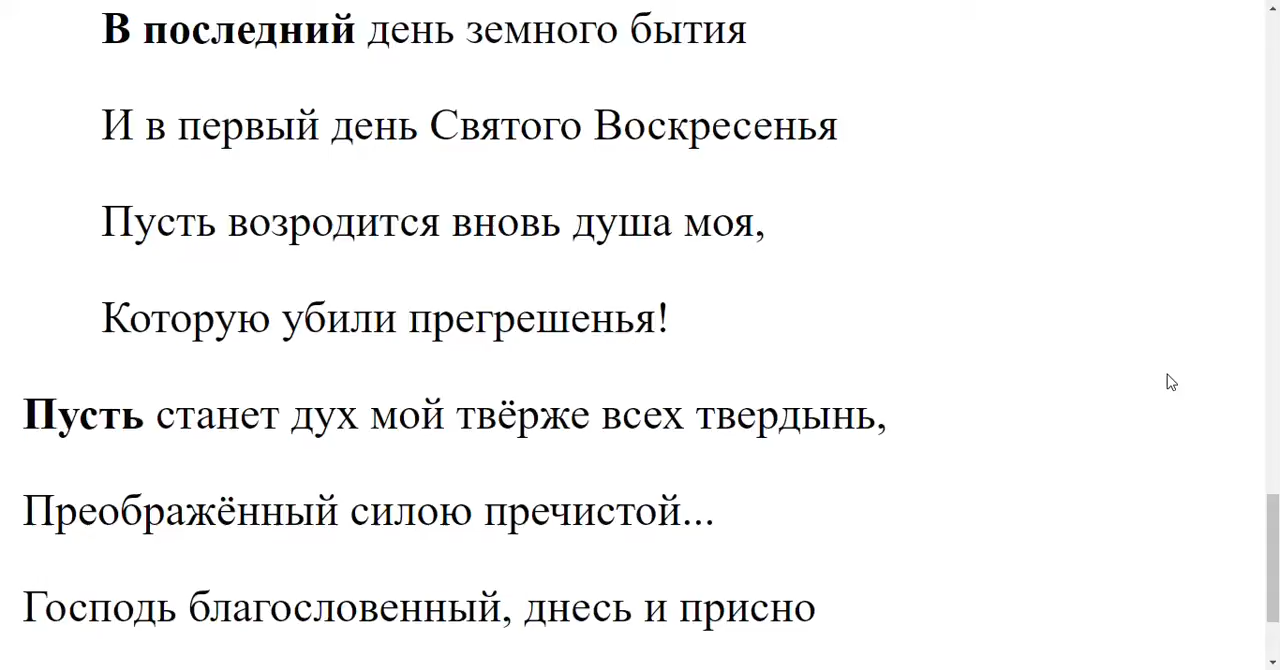 В последний день земного бытия
И в первый день Святого Воскресенья
Пусть возродится вновь душа моя,
Которую убили прегрешенья!
Пусть станет дух мой твёрже всех твердынь,
Преображённый силою пречистой...
Господь благословенный, днесь и присно